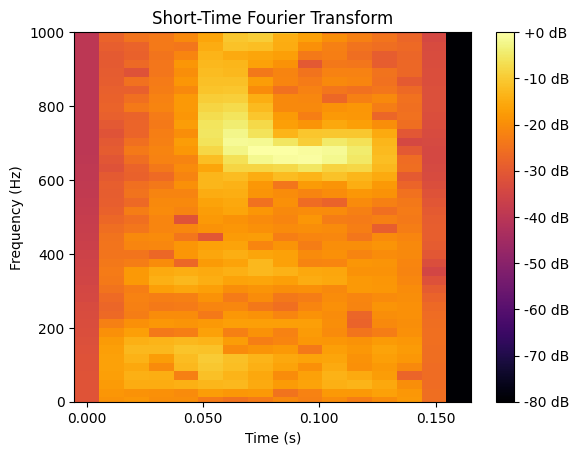 Short-Time Fourier Transform
1000
800
600
400
200
0
Frequency (Hz)
0.000
0.050
0.100
0.150
Time (s)
+0 dB
-10 dB
-20 dB
-30 dB
-40 dB
-50 dB
-60 dB
-70 dB
-80 dB